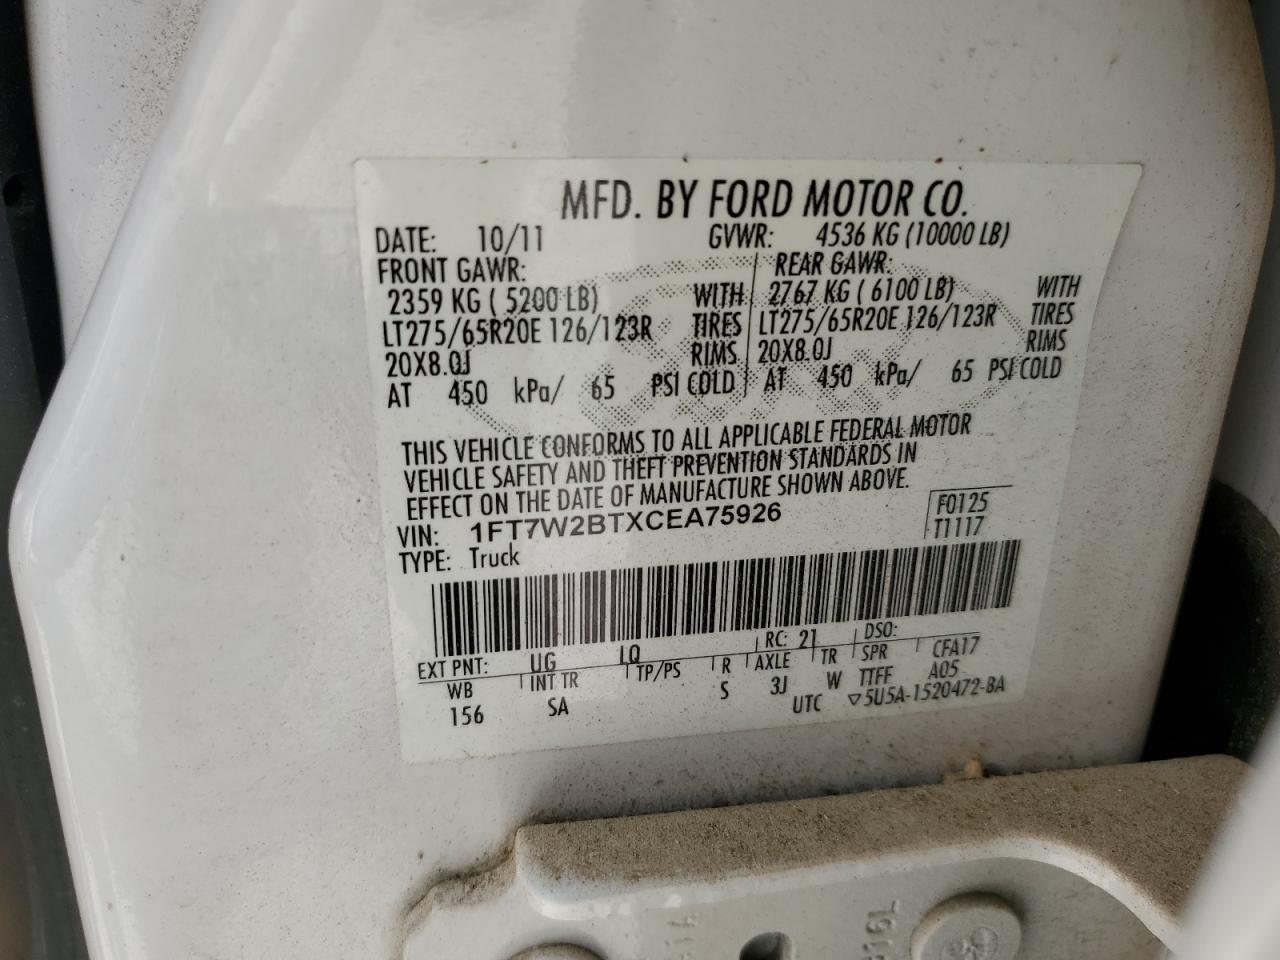 MFD. BY FORD MOTOR CO.
DATE: 10/11 GVWR: 4536 KG (10000 LB)
FRONT GAWR: REAR GAWR:
2359 KG ( 5200 LB) WITH 2767 KG ( 6100 LB) WITH
LT275/65R20E 126/123R TIRES LT275/65R20E 126/123R TIRES
20X8.0J RIMS 20X8.0J RIMS
AT 450 kPa/ 65 PSI COLD AT 450 kPa/ 65 PSI COLD
THIS VEHICLE CONFORMS TO ALL APPLICABLE FEDERAL MOTOR
VEHICLE SAFETY AND THEFT PREVENTION STANDARDS IN
EFFECT ON THE DATE OF MANUFACTURE SHOWN ABOVE.
VIN: 1FT7W2BTXCEA75926 F0125
TYPE: Truck T1117
EXT PNT: UG LQ RC: 21 DSO:
WB INT TR TP/PS R AXLE TR SPR CFA17
156 SA S 3J W TTFF A05
UTC ▽5U5A-1520472-BA